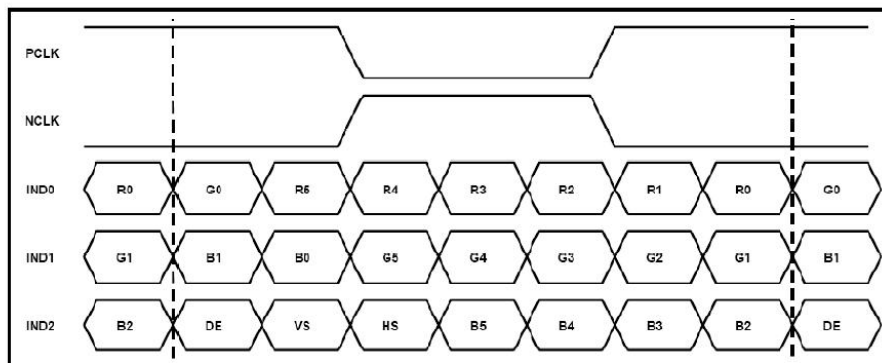 PCLK
NCLK
IND0 R0 G0 R5 R4 R3 R2 R1 R0 G0
IND1 G1 B1 B0 G5 G4 G3 G2 G1 B1
IND2 B2 DE VS HS B5 B4 B3 B2 DE